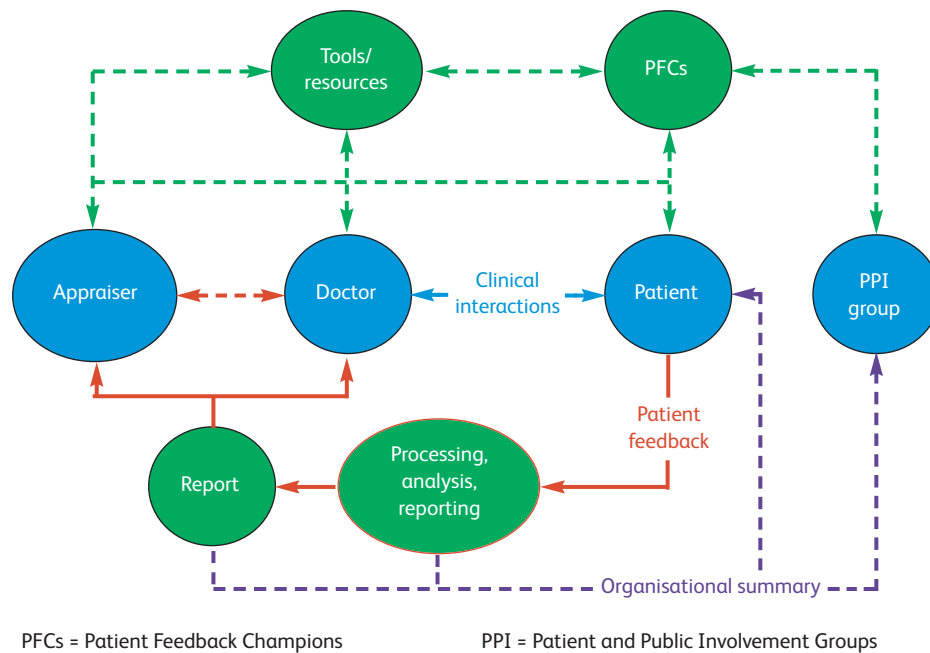 Tools/
resources
PFCs
Appraiser
Doctor
Clinical
interactions
Patient
PPI
group
Patient
feedback
Processing,
analysis,
reporting
Report
Organisational summary
PFCs = Patient Feedback Champions
PPI = Patient and Public Involvement Groups